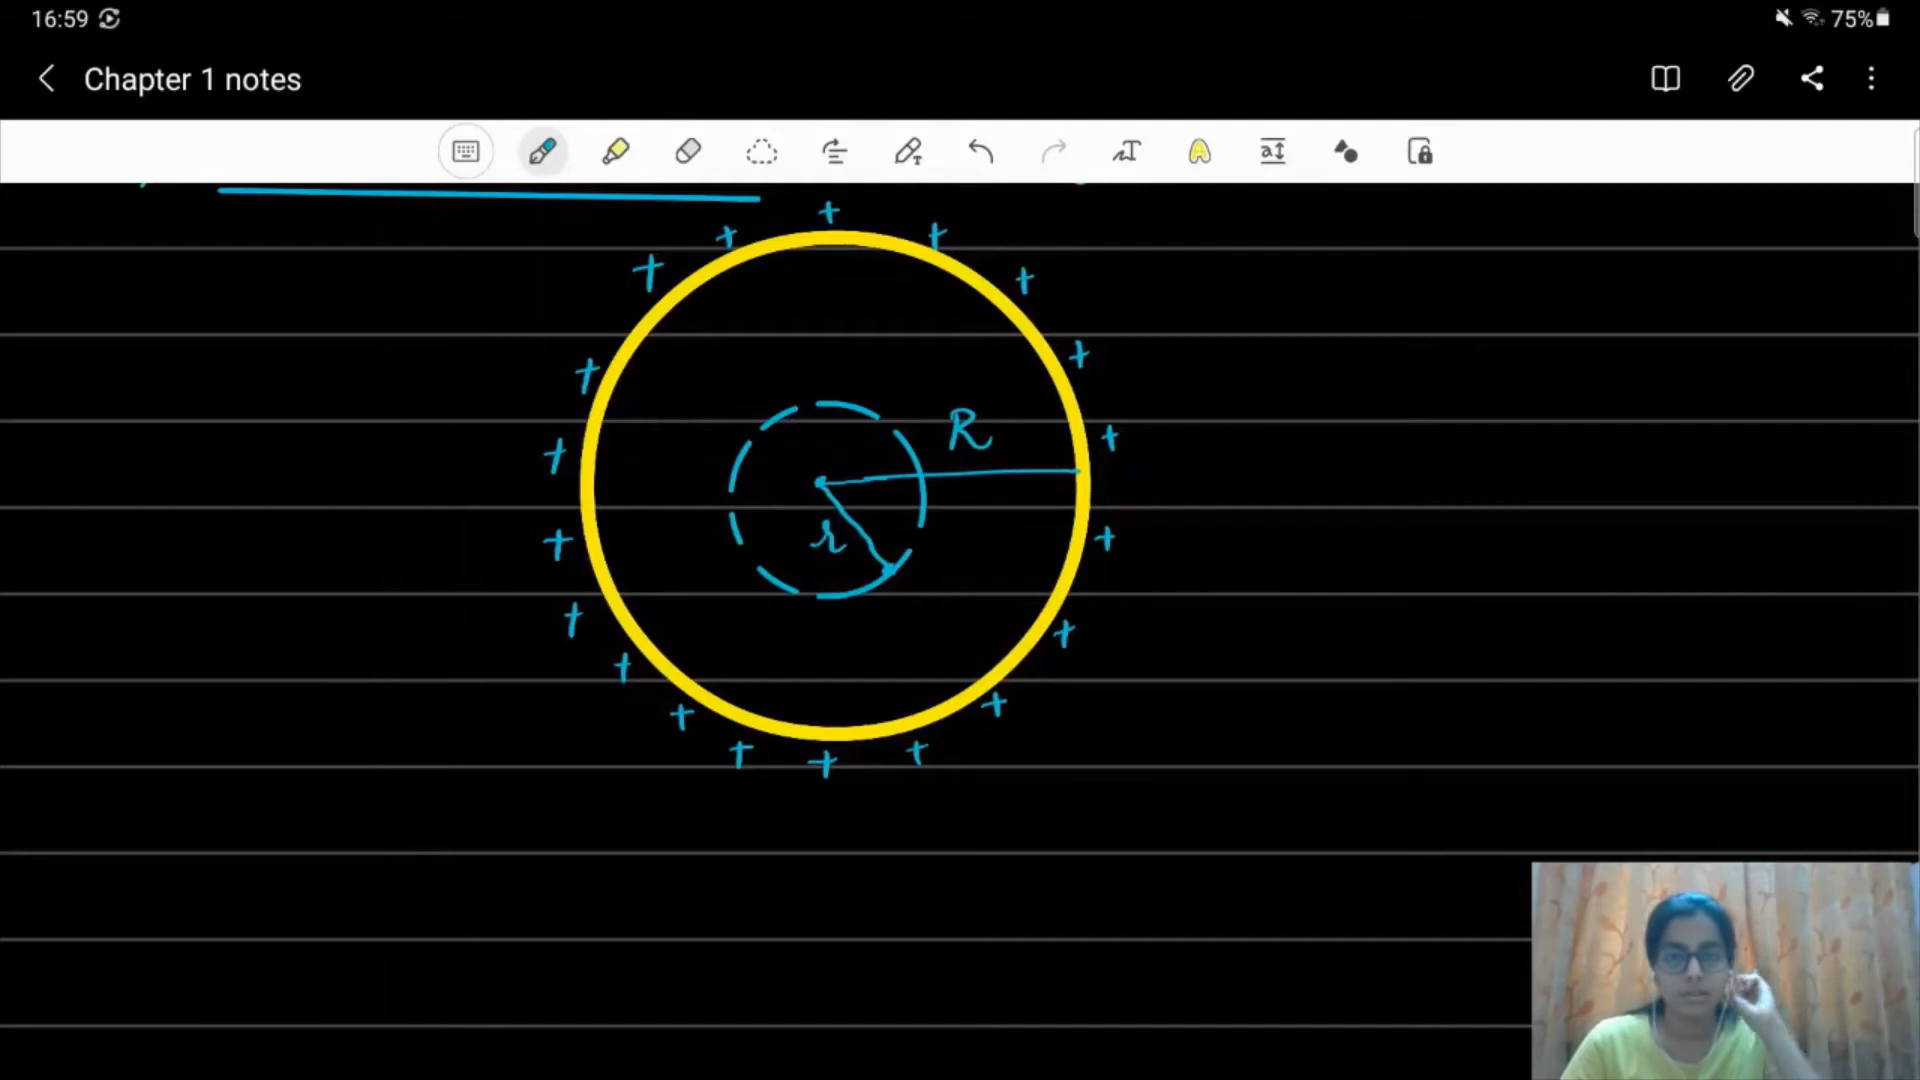 16:59 75%
Chapter 1 notes
+ + +
+ +
+ +
R
+ +
r
+ +
+ +
+ +
+ + + +